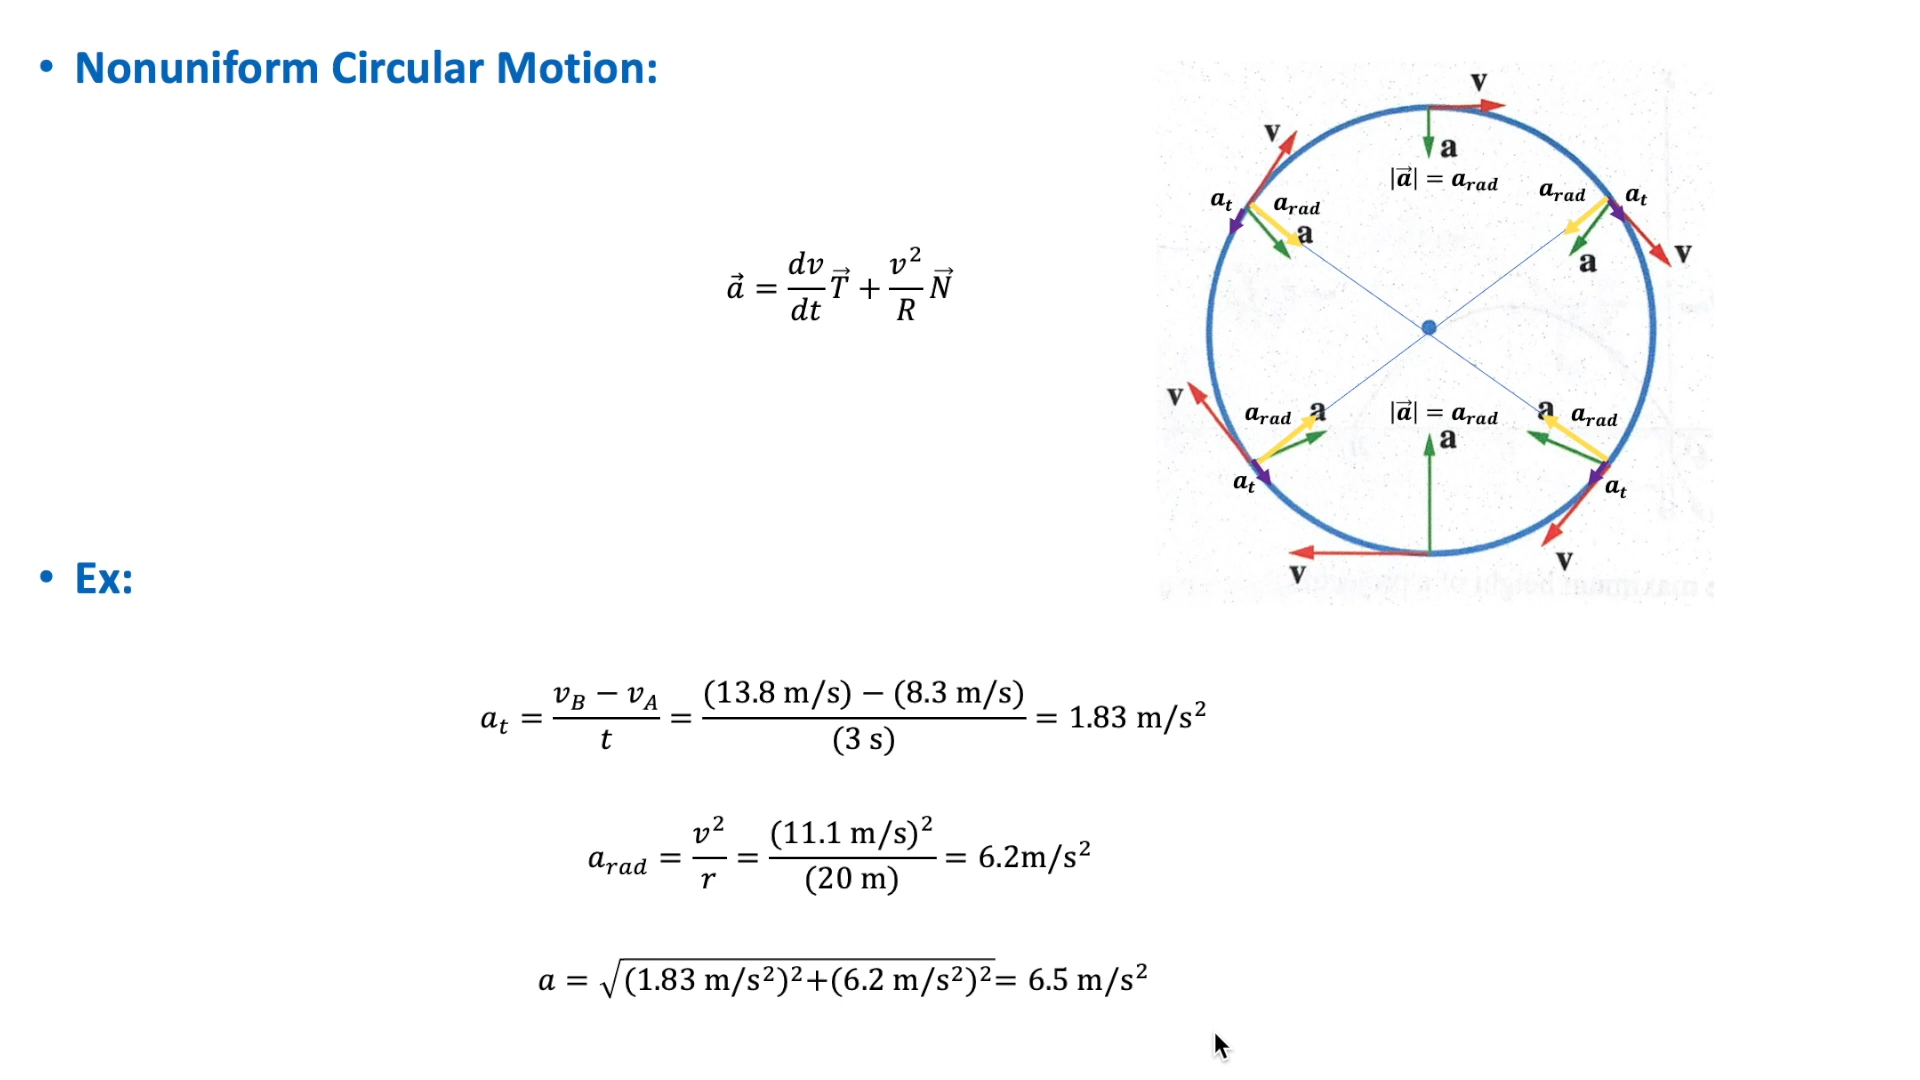 • Nonuniform Circular Motion:
v
v
a
|a⃗| = a_rad
a_t
a_rad
a
a_rad
a_t
v
a
a⃗ = dv/dt T⃗ + v²/R N⃗
v
a_rad
a
|a⃗| = a_rad
a
a
a_rad
a_t
a_t
v
v
• Ex:
a_t = (v_B − v_A)/t = ((13.8 m/s) − (8.3 m/s))/(3 s) = 1.83 m/s²
a_rad = v²/r = (11.1 m/s)²/(20 m) = 6.2m/s²
a = √((1.83 m/s²)²+(6.2 m/s²)²)= 6.5 m/s²